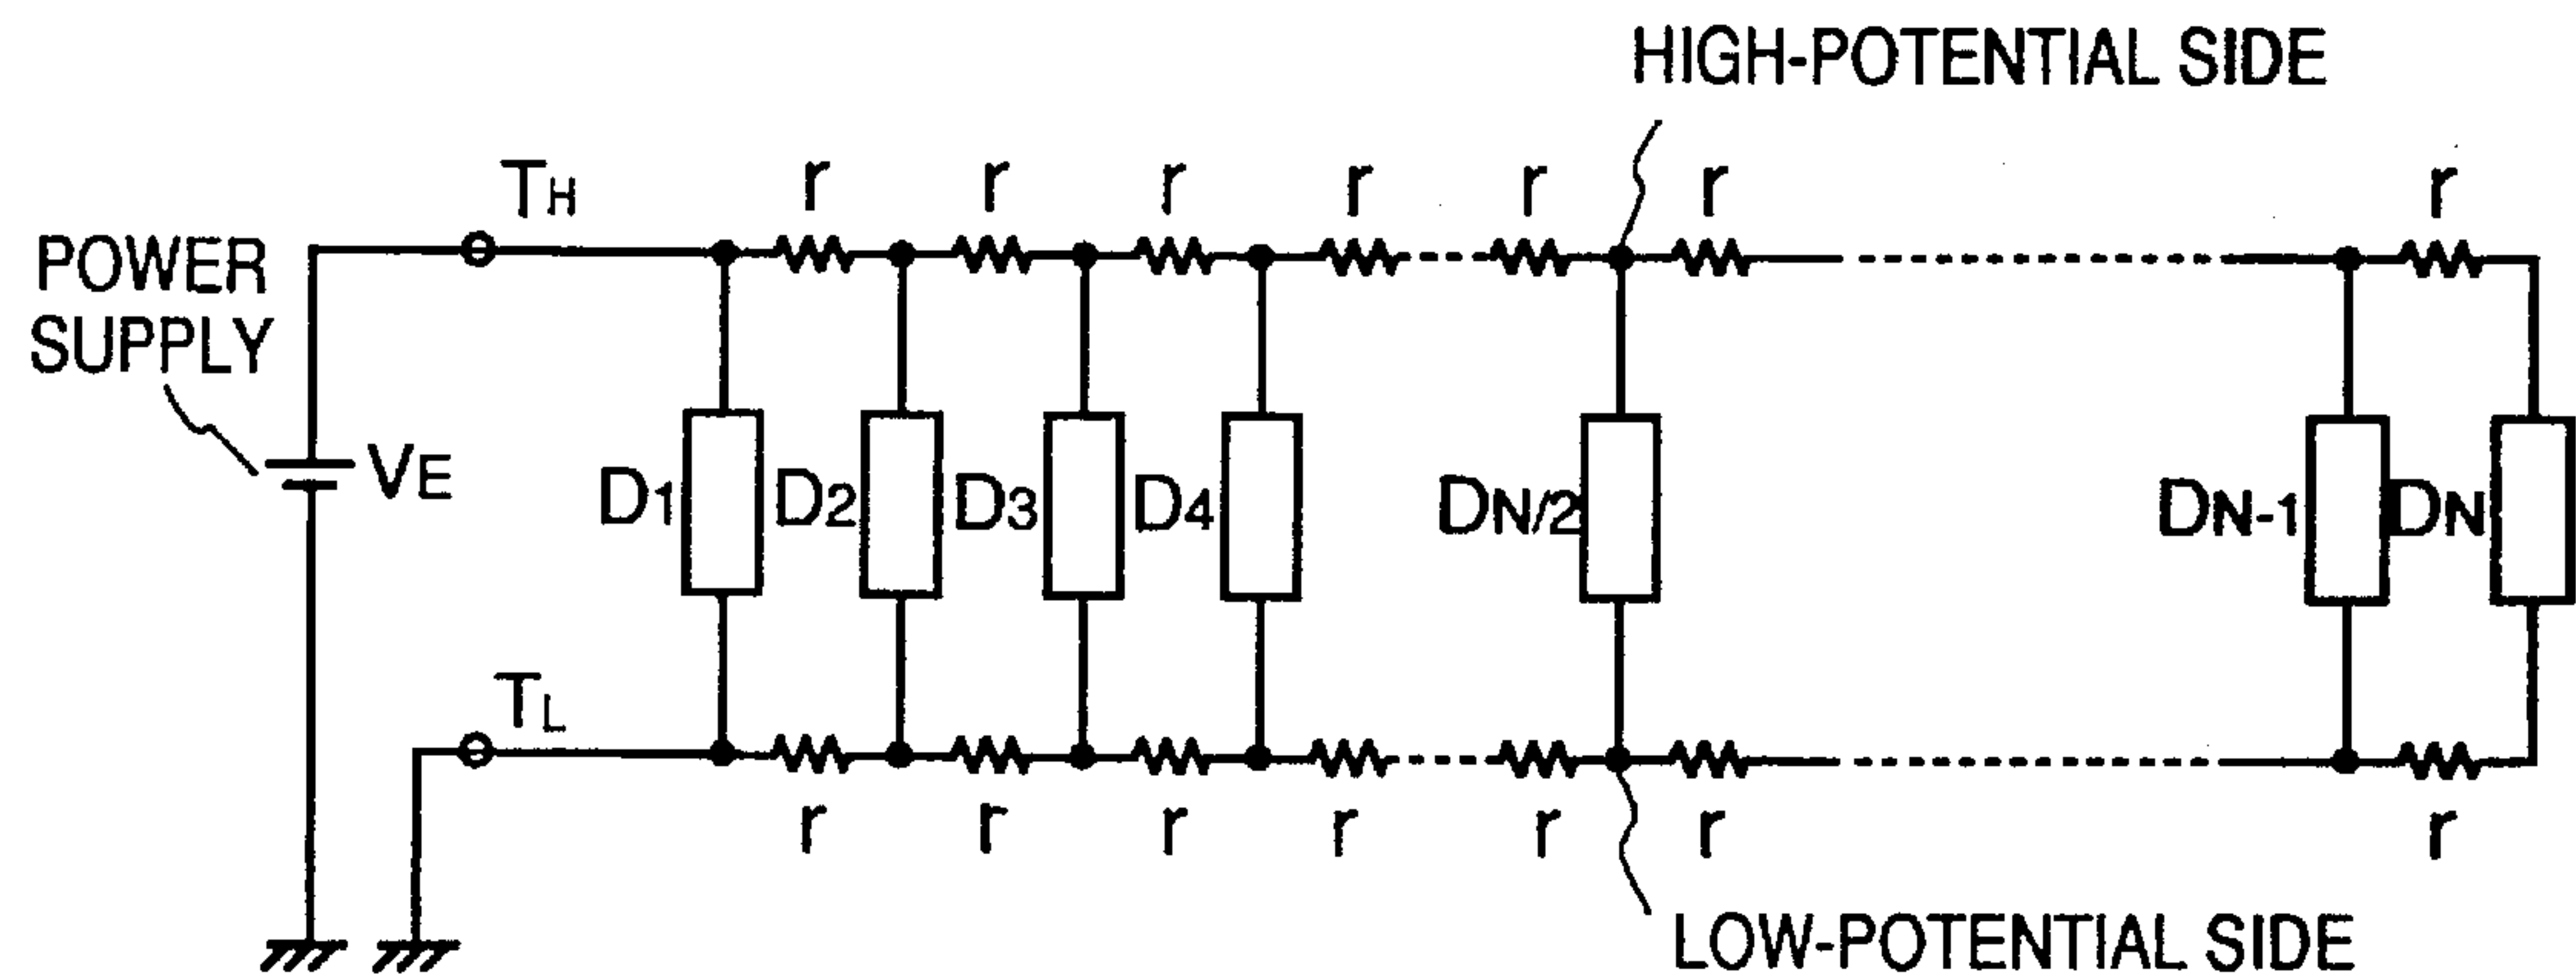 HIGH-POTENTIAL SIDE
TH r r r r r r r
POWER
SUPPLY
VE D1 D2 D3 D4 DN/2 DN-1 DN
TL
r r r r r r r
LOW-POTENTIAL SIDE